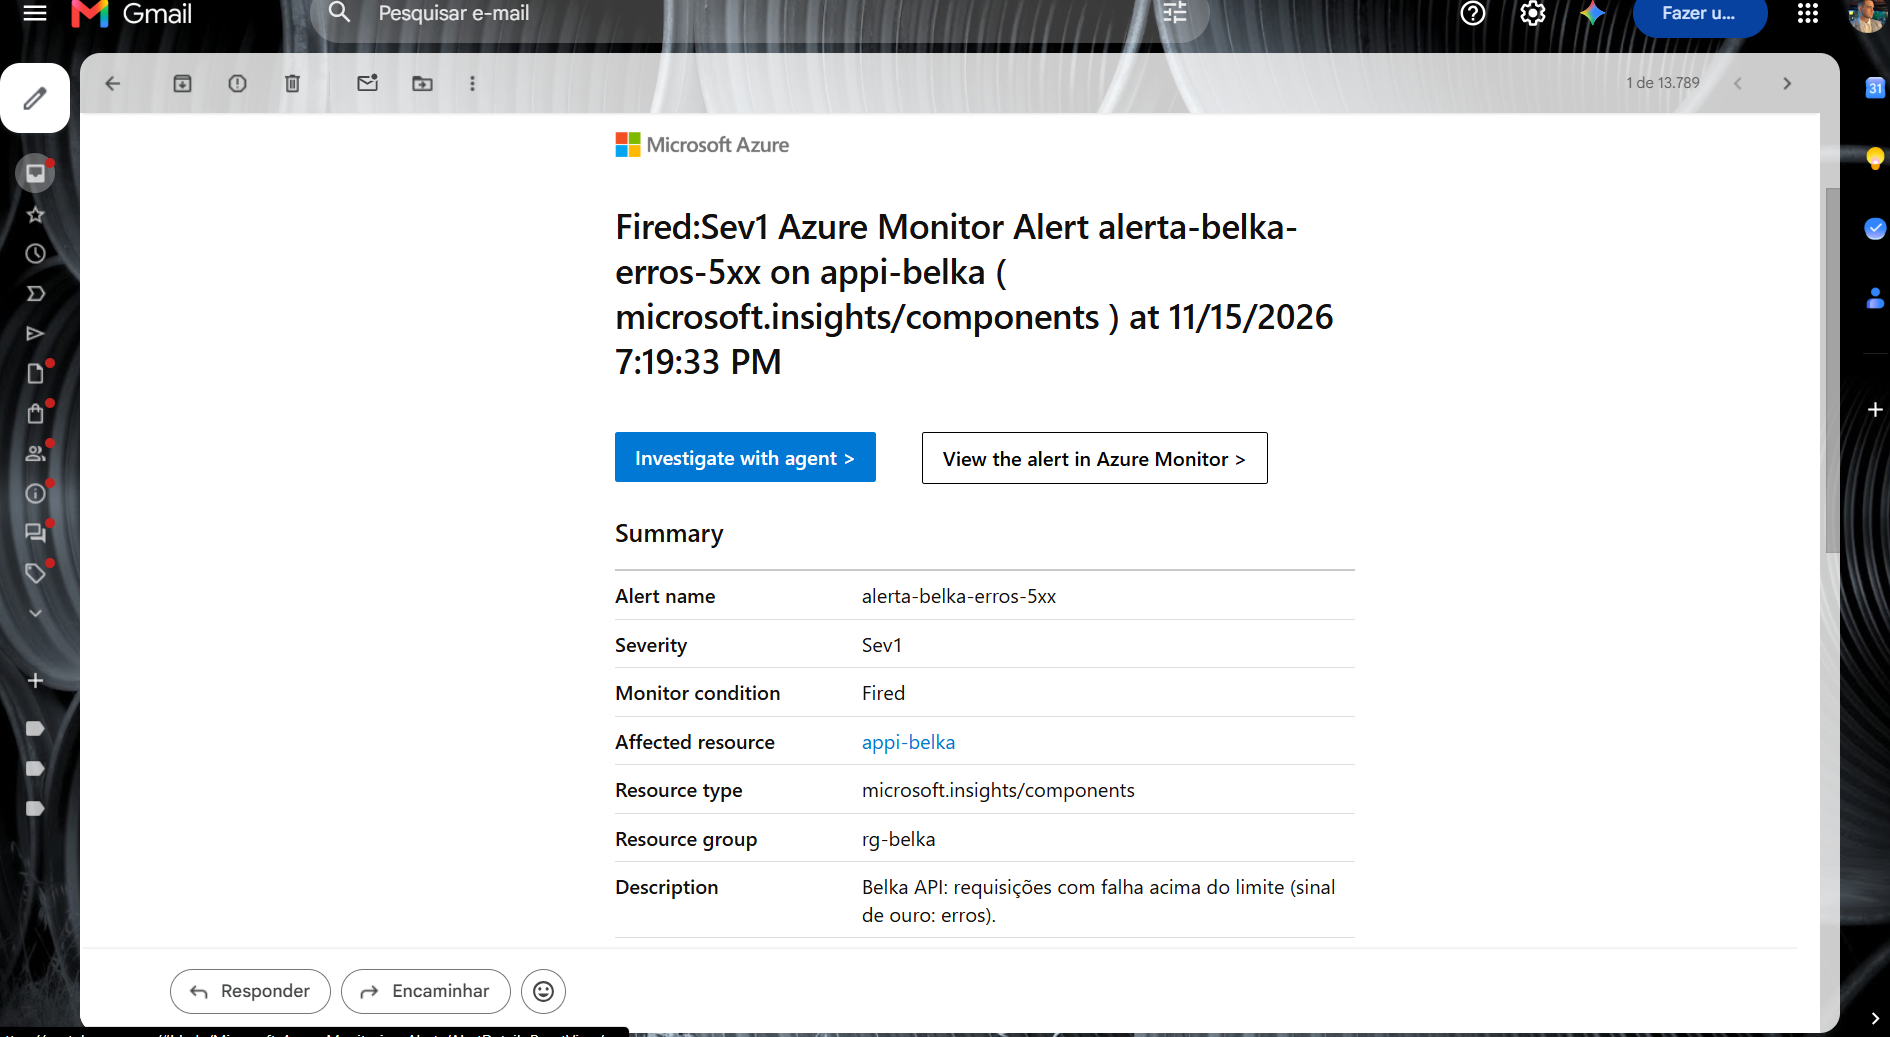 Gmail
Pesquisar e-mail
Fazer u...
1 de 13.789
31
Microsoft Azure
Fired:Sev1 Azure Monitor Alert alerta-belka-
erros-5xx on appi-belka (
microsoft.insights/components ) at 11/15/2026
7:19:33 PM
Investigate with agent >
View the alert in Azure Monitor >
Summary
Alert name alerta-belka-erros-5xx
Severity Sev1
Monitor condition Fired
Affected resource appi-belka
Resource type microsoft.insights/components
Resource group rg-belka
Description Belka API: requisições com falha acima do limite (sinal
de ouro: erros).
Responder
Encaminhar